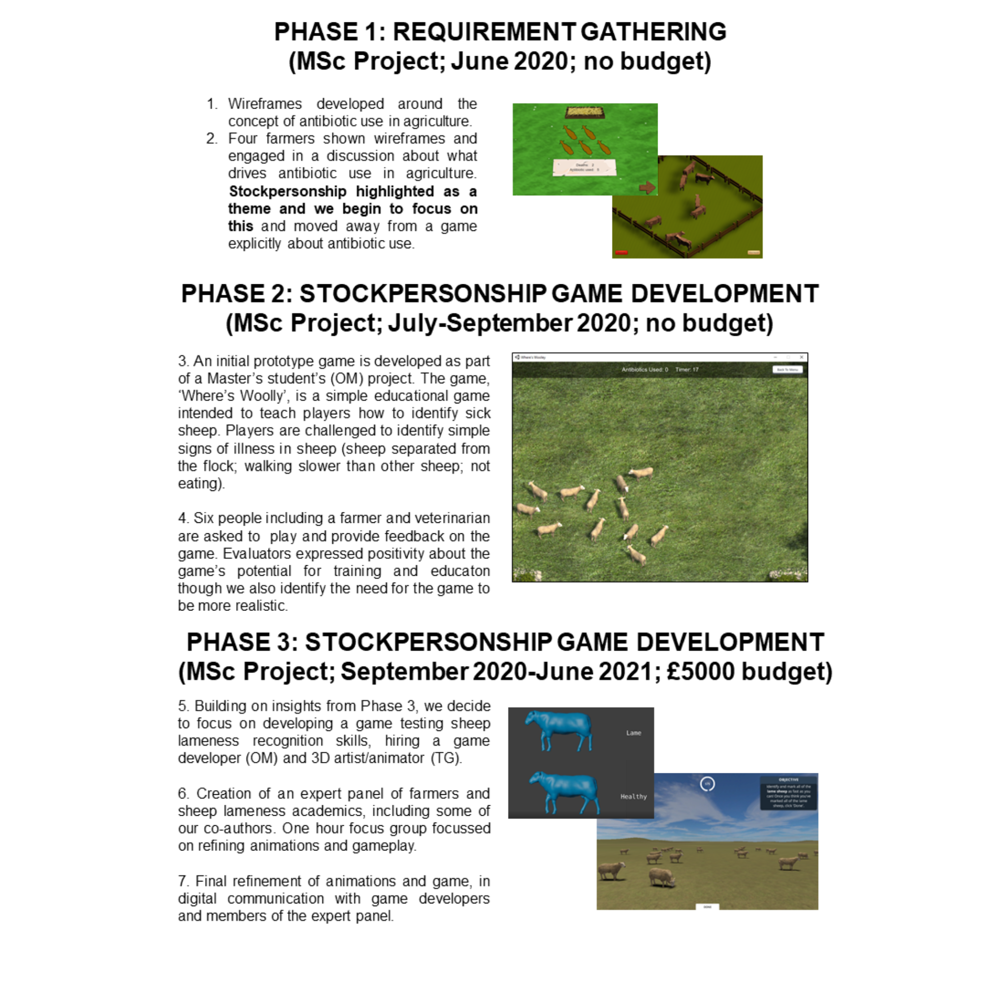 PHASE 1: REQUIREMENT GATHERING
(MSc Project; June 2020; no budget)
1. Wireframes developed around the
concept of antibiotic use in agriculture.
2. Four farmers shown wireframes and
engaged in a discussion about what
drives antibiotic use in agriculture.
Stockpersonship highlighted as a
theme and we begin to focus on
this and moved away from a game
explicitly about antibiotic use.
Deaths: 2
Antibiotic used: 5
PHASE 2: STOCKPERSONSHIP GAME DEVELOPMENT
(MSc Project; July-September 2020; no budget)
3. An initial prototype game is developed as part
of a Master’s student’s (OM) project. The game,
‘Where’s Woolly’, is a simple educational game
intended to teach players how to identify sick
sheep. Players are challenged to identify simple
signs of illness in sheep (sheep separated from
the flock; walking slower than other sheep; not
eating).
4. Six people including a farmer and veterinarian
are asked to play and provide feedback on the
game. Evaluators expressed positivity about the
game’s potential for training and educaton
though we also identify the need for the game to
be more realistic.
Where's Woolley
Antibiotics Used: 0 Timer: 17
Back To Menu
PHASE 3: STOCKPERSONSHIP GAME DEVELOPMENT
(MSc Project; September 2020-June 2021; £5000 budget)
5. Building on insights from Phase 3, we decide
to focus on developing a game testing sheep
lameness recognition skills, hiring a game
developer (OM) and 3D artist/animator (TG).
6. Creation of an expert panel of farmers and
sheep lameness academics, including some of
our co-authors. One hour focus group focussed
on refining animations and gameplay.
7. Final refinement of animations and game, in
digital communication with game developers
and members of the expert panel.
Lame
Healthy
OBJECTIVE
Identify and mark all of the
lame sheep as fast as you
can! Once you think you've
marked all of the lame
sheep, click 'Done'.
DONE